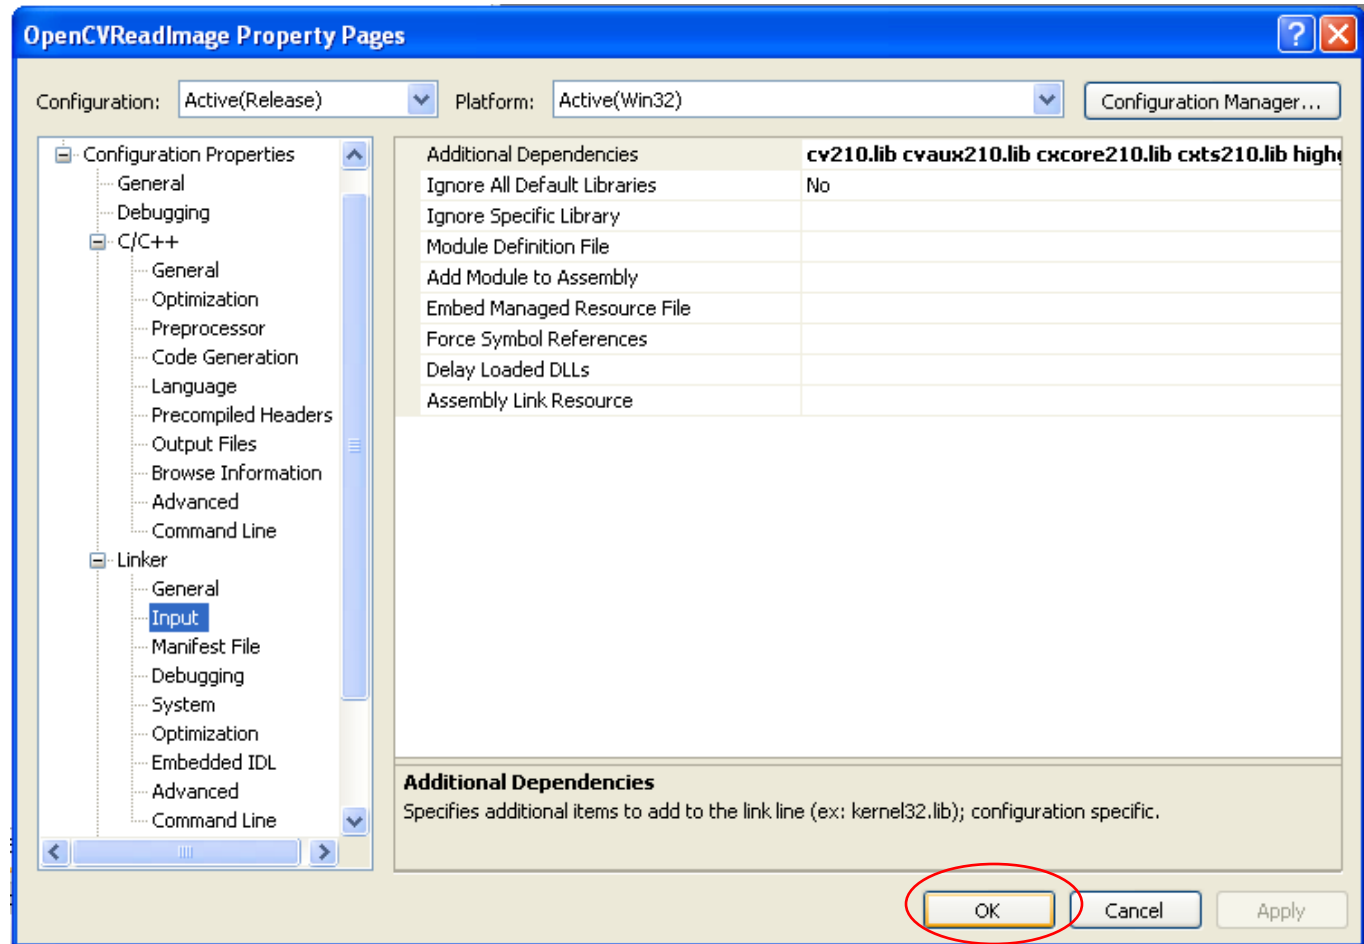 OpenCVReadImage Property Pages
Configuration: Active(Release) Platform: Active(Win32) Configuration Manager...
Configuration Properties
General
Debugging
C/C++
General
Optimization
Preprocessor
Code Generation
Language
Precompiled Headers
Output Files
Browse Information
Advanced
Command Line
Linker
General
Input
Manifest File
Debugging
System
Optimization
Embedded IDL
Advanced
Command Line
Additional Dependencies cv210.lib cvaux210.lib cxcore210.lib cxts210.lib
Ignore All Default Libraries No
Ignore Specific Library
Module Definition File
Add Module to Assembly
Embed Managed Resource File
Force Symbol References
Delay Loaded DLLs
Assembly Link Resource
Additional Dependencies
Specifies additional items to add to the link line (ex: kernel32.lib); configuration specific.
OK Cancel Apply